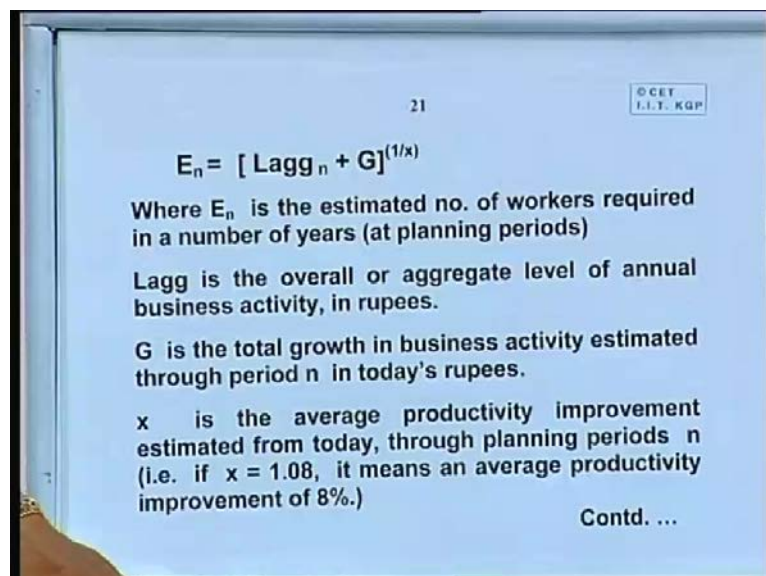 21
© CET
I.I.T. KGP
Eₙ = [ Lagg ₙ + G]⁽¹/ˣ⁾
Where Eₙ is the estimated no. of workers required
in a number of years (at planning periods)
Lagg is the overall or aggregate level of annual
business activity, in rupees.
G is the total growth in business activity estimated
through period n in today's rupees.
x is the average productivity improvement
estimated from today, through planning periods n
(i.e. if x = 1.08, it means an average productivity
improvement of 8%.)
Contd. ...